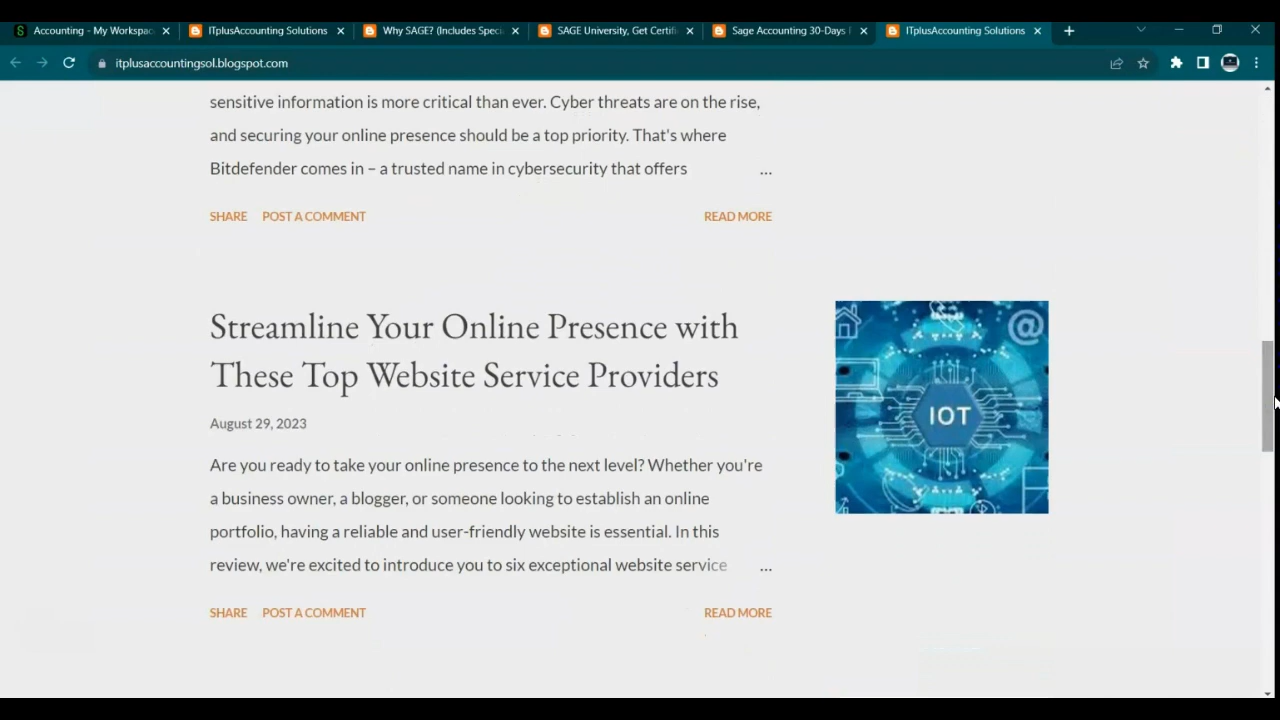 Accounting - My Workspac
ITplusAccounting Solutions
Why SAGE? (Includes Speci
SAGE University, Get Certifi
Sage Accounting 30-Days
ITplusAccounting Solutions
itplusaccountingsol.blogspot.com
sensitive information is more critical than ever. Cyber threats are on the rise,
and securing your online presence should be a top priority. That's where
Bitdefender comes in – a trusted name in cybersecurity that offers ...
SHARE POST A COMMENT READ MORE
Streamline Your Online Presence with
These Top Website Service Providers
August 29, 2023
Are you ready to take your online presence to the next level? Whether you're
a business owner, a blogger, or someone looking to establish an online
portfolio, having a reliable and user-friendly website is essential. In this
review, we're excited to introduce you to six exceptional website service ...
SHARE POST A COMMENT READ MORE
@
IOT